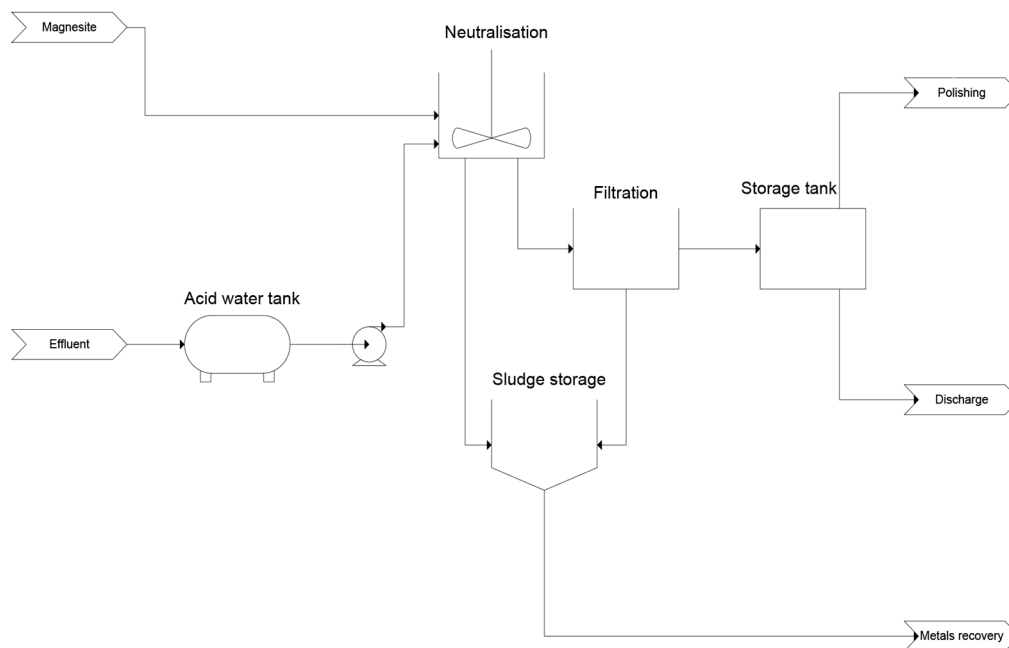 Magnesite
Neutralisation
Polishing
Filtration
Storage tank
Acid water tank
Effluent
Sludge storage
Discharge
Metals recovery